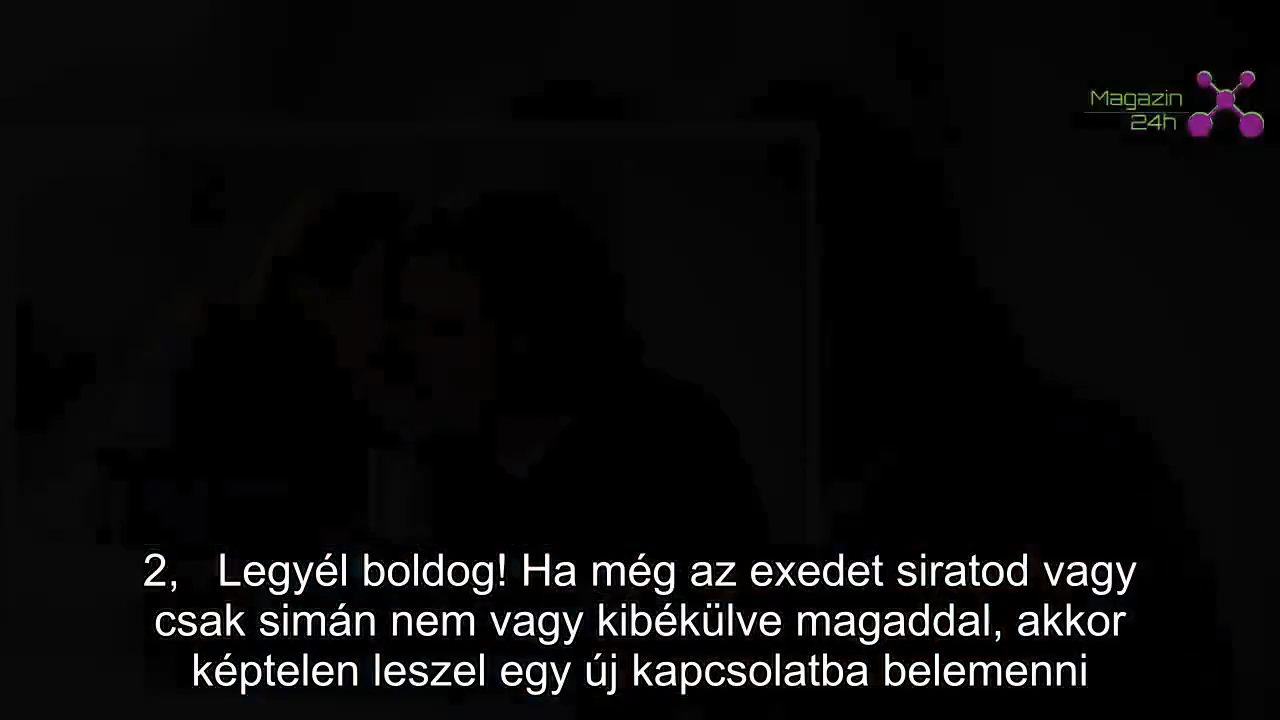 Magazin
24h
2, Legyél boldog! Ha még az exedet siratod vagy
csak simán nem vagy kibékülve magaddal, akkor
képtelen leszel egy új kapcsolatba belemenni